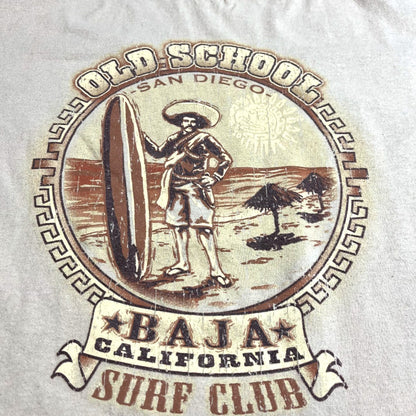 OLD SCHOOL
-SAN DIEGO-
★BAJA★
CALIFORNIA
SURF CLUB